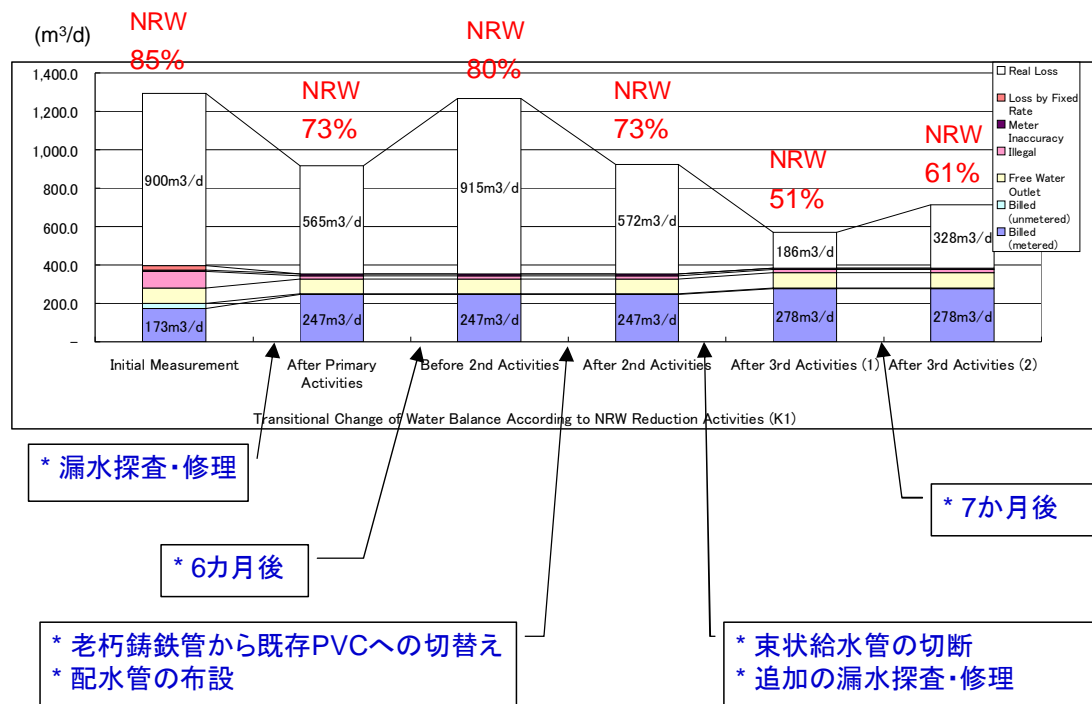 NRW
85%
NRW
73%
NRW
80%
NRW
73%
NRW
51%
NRW
61%
(m³/d)
1,400.0
1,200.0
1,000.0
800.0
600.0
400.0
200.0
–
900m3/d
173m3/d
565m3/d
247m3/d
915m3/d
247m3/d
572m3/d
247m3/d
186m3/d
278m3/d
328m3/d
278m3/d
Real Loss
Loss by Fixed
Rate
Meter
Inaccuracy
Illegal
Free Water
Outlet
Billed
(unmetered)
Billed
(metered)
Initial Measurement
After Primary
Activities
Before 2nd Activities
After 2nd Activities
After 3rd Activities (1)
After 3rd Activities (2)
Transitional Change of Water Balance According to NRW Reduction Activities (K1)
* 漏水探査・修理
* 7か月後
* 6カ月後
* 老朽鋳鉄管から既存PVCへの切替え
* 配水管の布設
* 束状給水管の切断
* 追加の漏水探査・修理